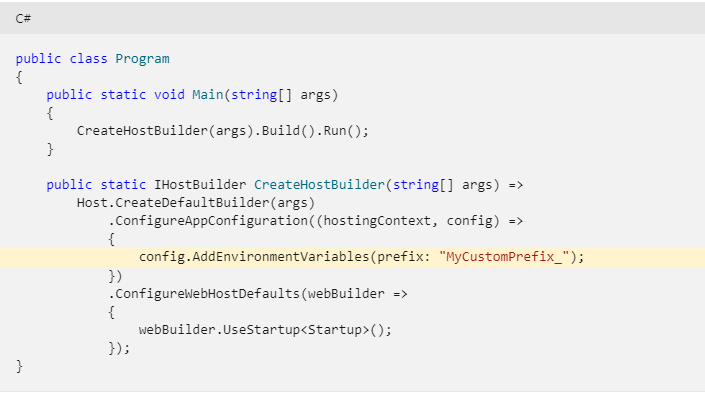 C#
public class Program
{
    public static void Main(string[] args)
    {
        CreateHostBuilder(args).Build().Run();
    }
    public static IHostBuilder CreateHostBuilder(string[] args) =>
        Host.CreateDefaultBuilder(args)
            .ConfigureAppConfiguration((hostingContext, config) =>
            {
                config.AddEnvironmentVariables(prefix: "MyCustomPrefix_");
            })
            .ConfigureWebHostDefaults(webBuilder =>
            {
                webBuilder.UseStartup<Startup>();
            });
}